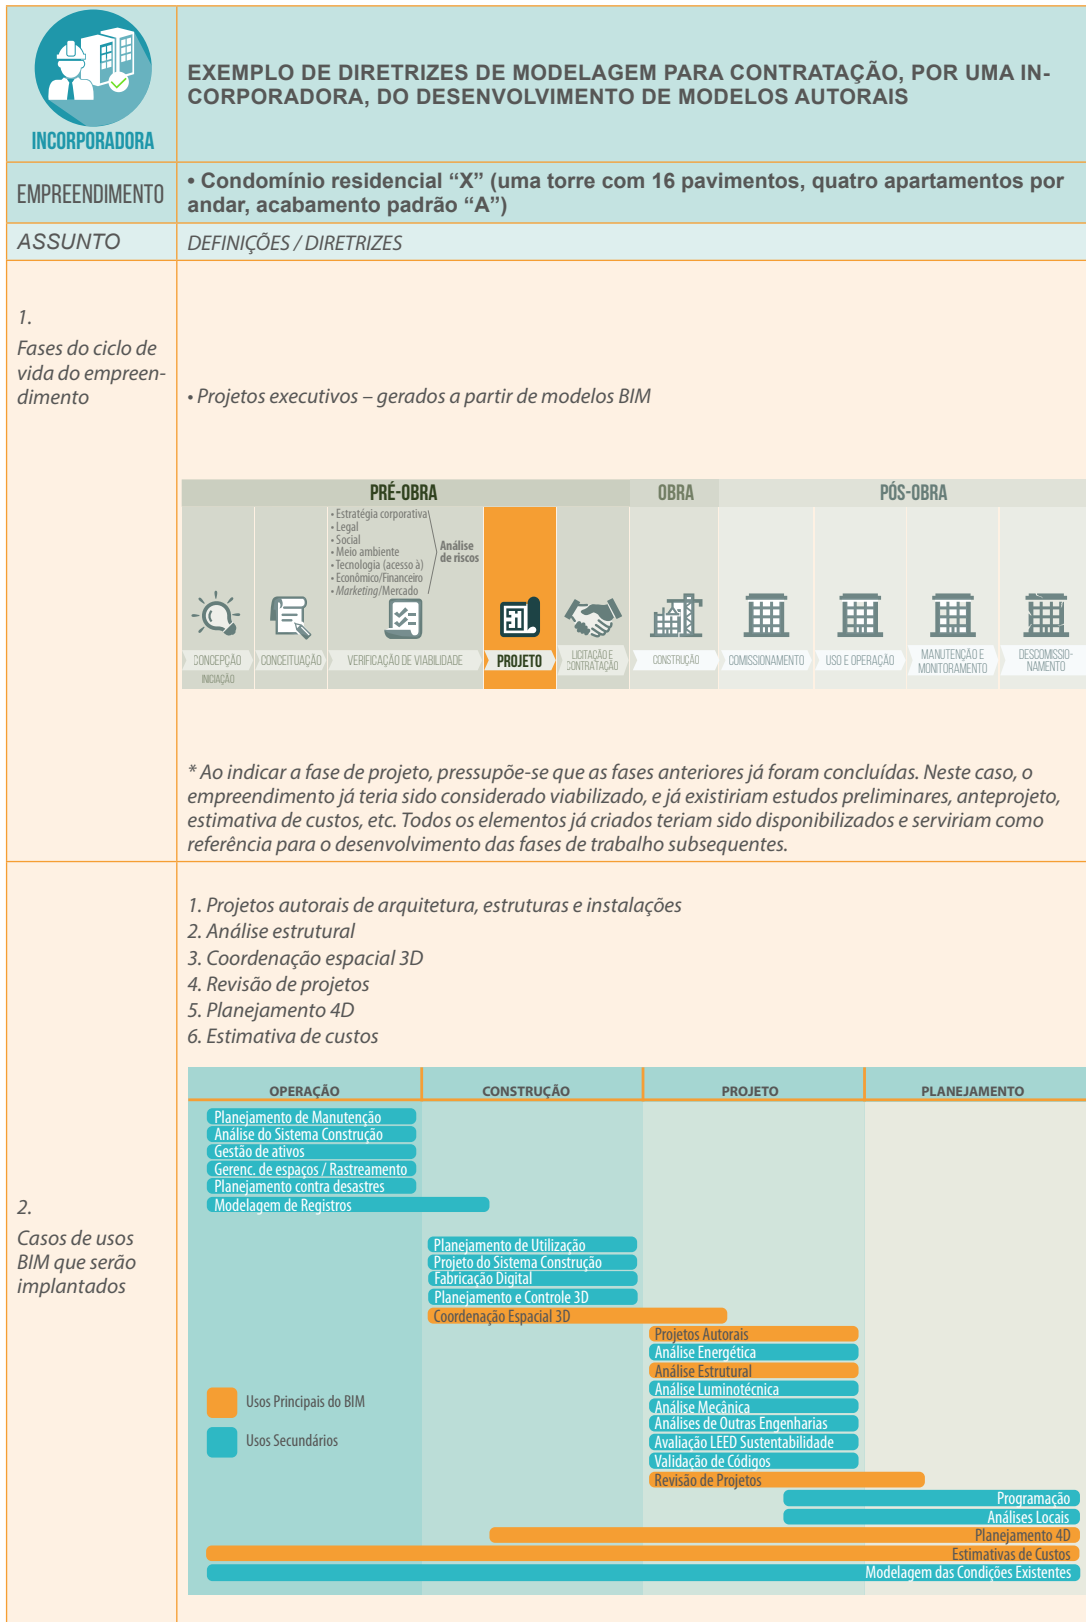 INCORPORADORA
EXEMPLO DE DIRETRIZES DE MODELAGEM PARA CONTRATAÇÃO, POR UMA IN-
CORPORADORA, DO DESENVOLVIMENTO DE MODELOS AUTORAIS
EMPREENDIMENTO
• Condomínio residencial “X” (uma torre com 16 pavimentos, quatro apartamentos por
andar, acabamento padrão “A”)
ASSUNTO
DEFINIÇÕES / DIRETRIZES
1.
Fases do ciclo de
vida do empreen-
dimento
• Projetos executivos – gerados a partir de modelos BIM
PRÉ-OBRA
OBRA
PÓS-OBRA
• Estratégia corporativa
• Legal
• Social
• Meio ambiente
• Tecnologia (acesso à)
• Econômico/Financeiro
• Marketing/Mercado
Análise
de riscos
CONCEPÇÃO
INICIAÇÃO
CONCEITUAÇÃO
VERIFICAÇÃO DE VIABILIDADE
PROJETO
LICITAÇÃO E
CONTRATAÇÃO
CONSTRUÇÃO
COMISSIONAMENTO
USO E OPERAÇÃO
MANUTENÇÃO E
MONITORAMENTO
DESCOMISSIO-
NAMENTO
* Ao indicar a fase de projeto, pressupõe-se que as fases anteriores já foram concluídas. Neste caso, o
empreendimento já teria sido considerado viabilizado, e já existiriam estudos preliminares, anteprojeto,
estimativa de custos, etc. Todos os elementos já criados teriam sido disponibilizados e serviriam como
referência para o desenvolvimento das fases de trabalho subsequentes.
2.
Casos de usos
BIM que serão
implantados
1. Projetos autorais de arquitetura, estruturas e instalações
2. Análise estrutural
3. Coordenação espacial 3D
4. Revisão de projetos
5. Planejamento 4D
6. Estimativa de custos
OPERAÇÃO
CONSTRUÇÃO
PROJETO
PLANEJAMENTO
Planejamento de Manutenção
Análise do Sistema Construção
Gestão de ativos
Gerenc. de espaços / Rastreamento
Planejamento contra desastres
Modelagem de Registros
Planejamento de Utilização
Projeto do Sistema Construção
Fabricação Digital
Planejamento e Controle 3D
Coordenação Espacial 3D
Projetos Autorais
Análise Energética
Análise Estrutural
Análise Luminotécnica
Análise Mecânica
Análises de Outras Engenharias
Avaliação LEED Sustentabilidade
Validação de Códigos
Revisão de Projetos
Usos Principais do BIM
Usos Secundários
Programação
Análises Locais
Planejamento 4D
Estimativas de Custos
Modelagem das Condições Existentes